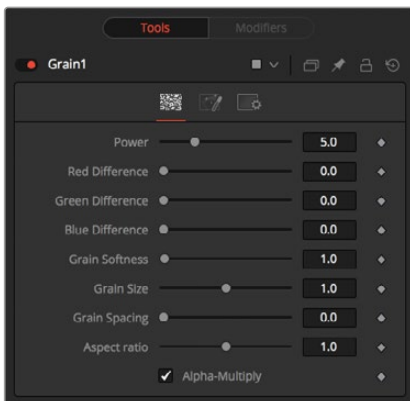 Tools Modifiers
Grain1
Power 5.0
Red Difference 0.0
Green Difference 0.0
Blue Difference 0.0
Grain Softness 1.0
Grain Size 1.0
Grain Spacing 0.0
Aspect ratio 1.0
Alpha-Multiply